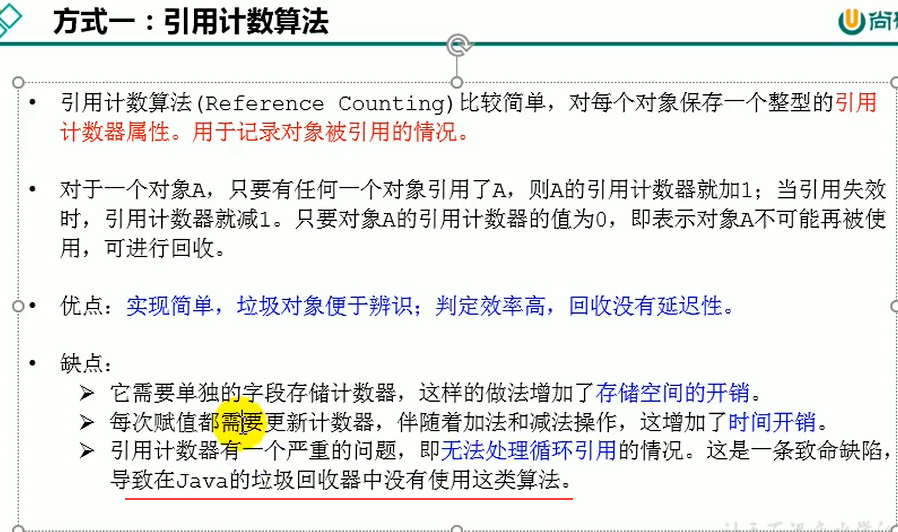 方式一：引用计数算法
尚
• 引用计数算法(Reference Counting)比较简单，对每个对象保存一个整型的引用
计数器属性。用于记录对象被引用的情况。
• 对于一个对象A，只要有任何一个对象引用了A，则A的引用计数器就加1；当引用失效
时，引用计数器就减1。只要对象A的引用计数器的值为0，即表示对象A不可能再被使
用，可进行回收。
• 优点：实现简单，垃圾对象便于辨识；判定效率高，回收没有延迟性。
• 缺点：
➢ 它需要单独的字段存储计数器，这样的做法增加了存储空间的开销。
➢ 每次赋值都需要更新计数器，伴随着加法和减法操作，这增加了时间开销。
➢ 引用计数器有一个严重的问题，即无法处理循环引用的情况。这是一条致命缺陷，
导致在Java的垃圾回收器中没有使用这类算法。